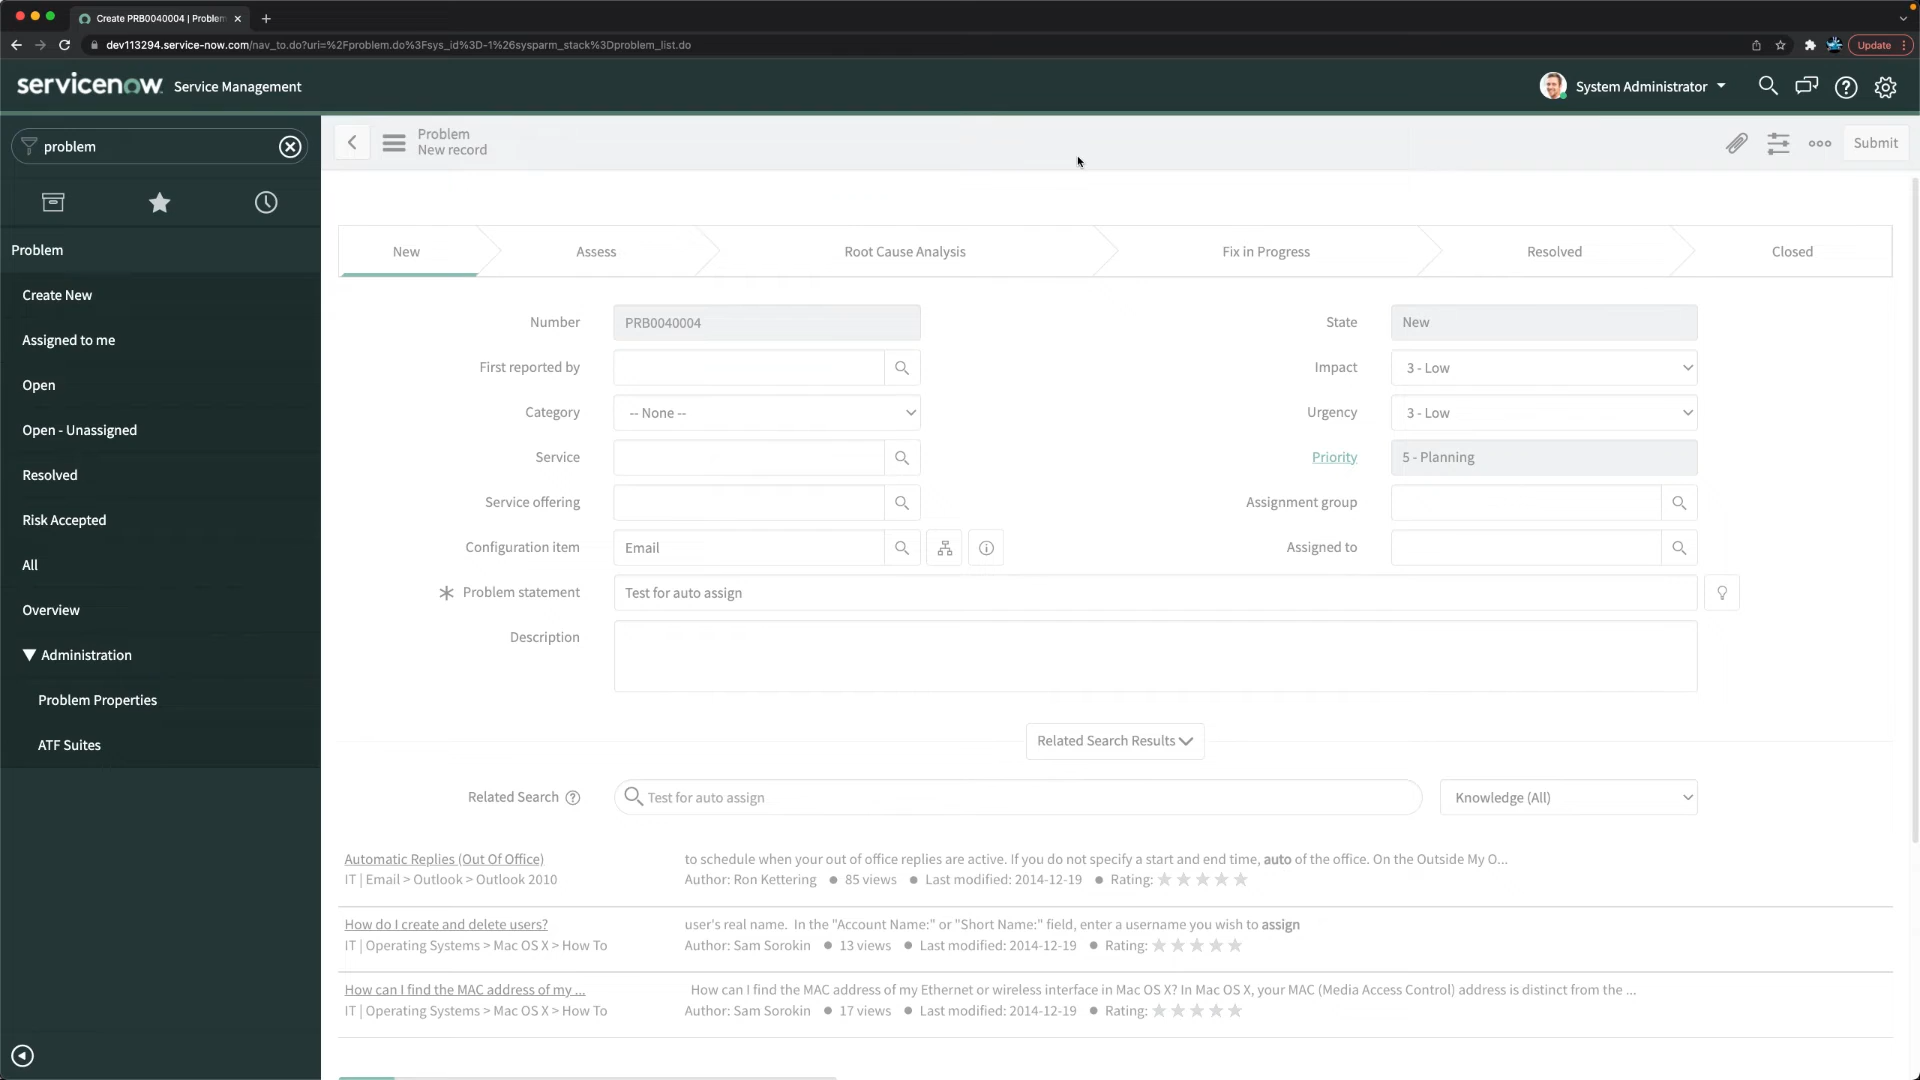 Create PRB0040004 | Problem
dev113294.service-now.com/nav_to.do?uri=%2Fproblem.do%3Fsys_id%3D-1%26sysparm_stack%3Dproblem_list.do
Update
servicenow Service Management
System Administrator
problem
Problem
New record
Submit
Problem
Create New
Assigned to me
Open
Open - Unassigned
Resolved
Risk Accepted
All
Overview
Administration
Problem Properties
ATF Suites
New
Assess
Root Cause Analysis
Fix in Progress
Resolved
Closed
Number PRB0040004
State New
First reported by
Impact 3 - Low
Category -- None --
Urgency 3 - Low
Service
Priority 5 - Planning
Service offering
Assignment group
Configuration item Email
Assigned to
Problem statement Test for auto assign
Description
Related Search Results
Related Search Test for auto assign Knowledge (All)
Automatic Replies (Out Of Office) to schedule when your out of office replies are active. If you do not specify a start and end time, auto of the office. On the Outside My O...
IT | Email > Outlook > Outlook 2010 Author: Ron Kettering ● 85 views ● Last modified: 2014-12-19 ● Rating:
How do I create and delete users? user's real name. In the "Account Name:" or "Short Name:" field, enter a username you wish to assign
IT | Operating Systems > Mac OS X > How To Author: Sam Sorokin ● 13 views ● Last modified: 2014-12-19 ● Rating:
How can I find the MAC address of my ... How can I find the MAC address of my Ethernet or wireless interface in Mac OS X? In Mac OS X, your MAC (Media Access Control) address is distinct from the ...
IT | Operating Systems > Mac OS X > How To Author: Sam Sorokin ● 17 views ● Last modified: 2014-12-19 ● Rating: